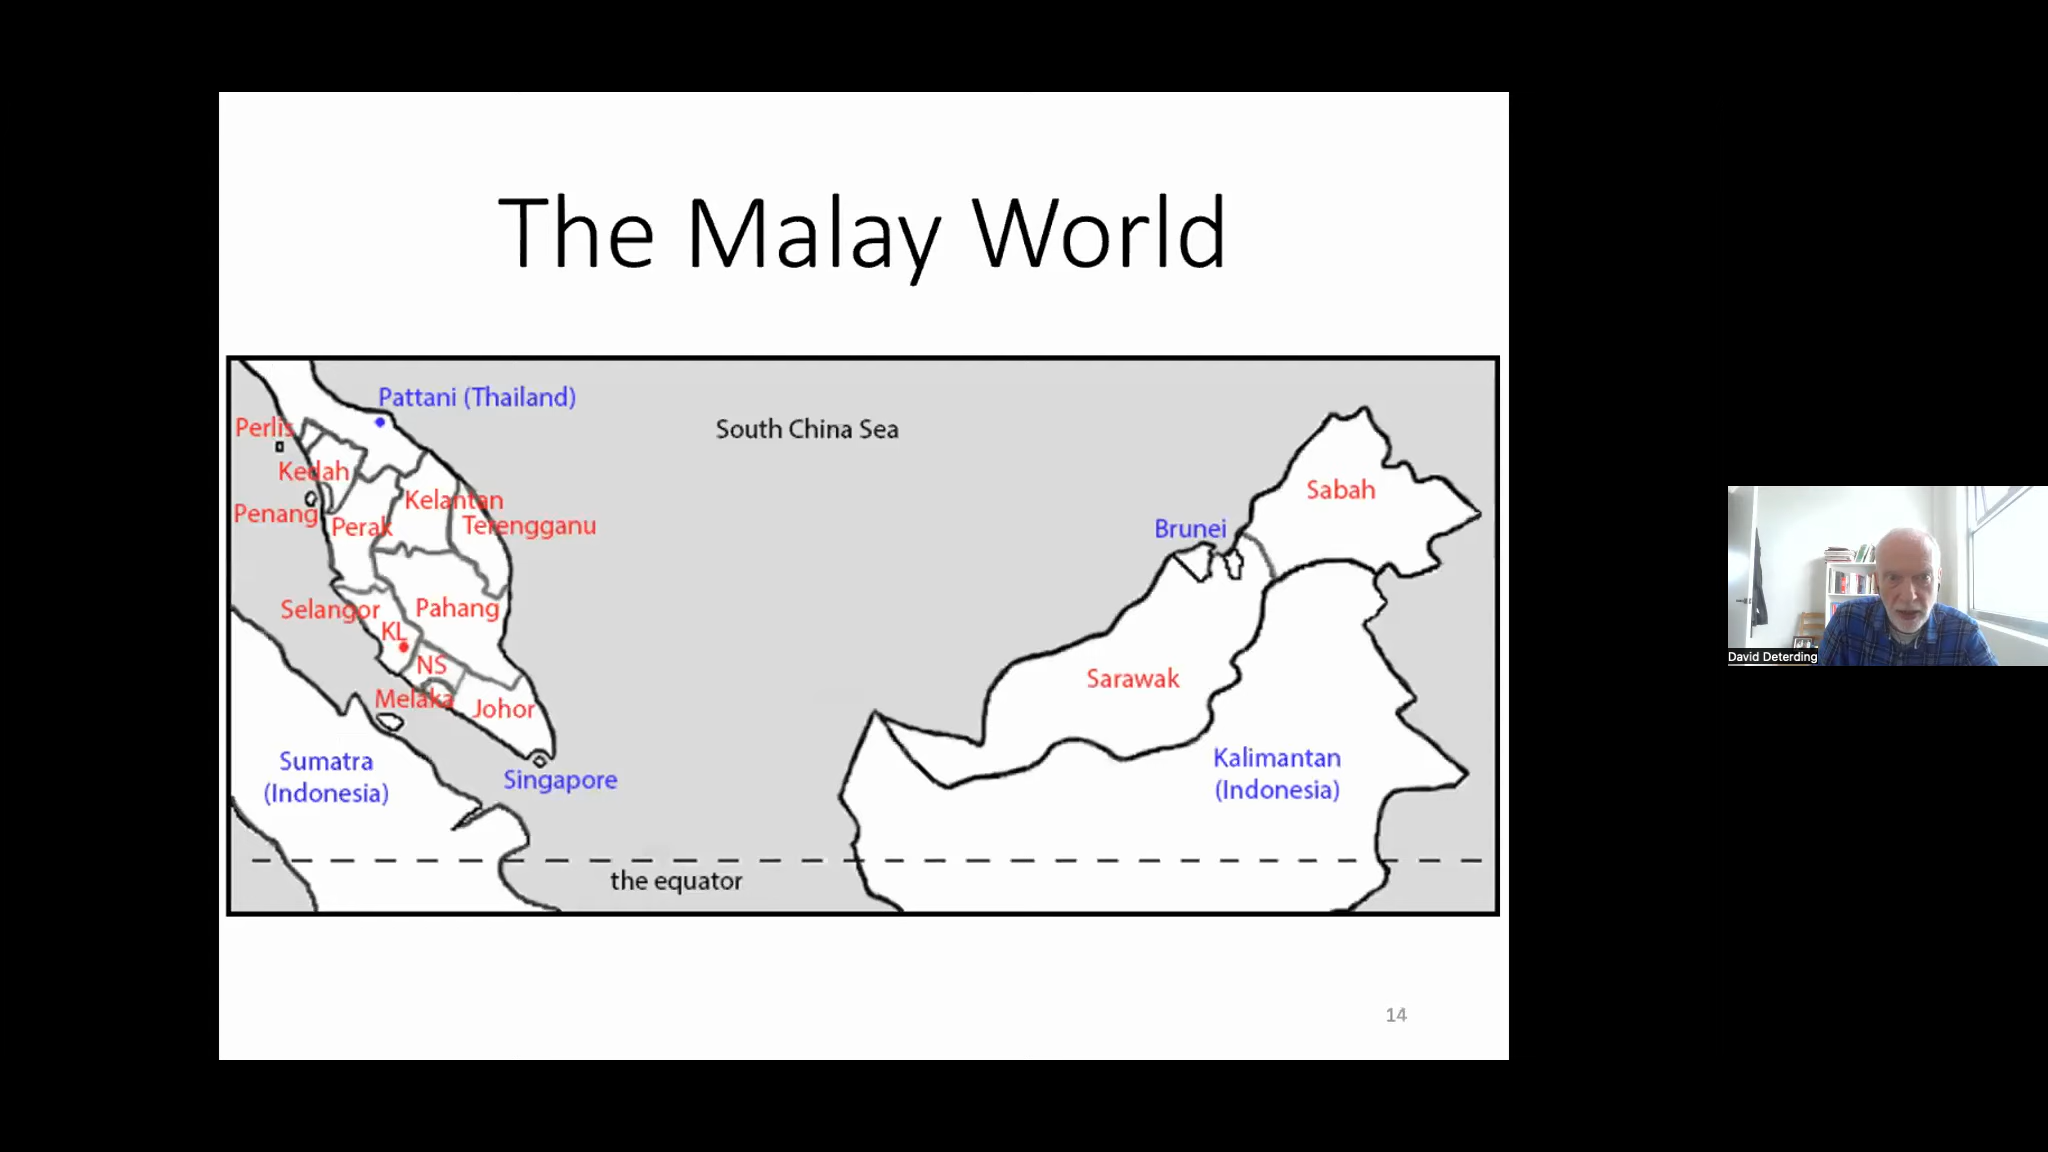 The Malay World
Pattani (Thailand)
Perlis
South China Sea
Kedah
Kelantan
Penang
Perak
Terengganu
Sabah
Brunei
Selangor
Pahang
KL
NS
Melaka
Johor
Sarawak
Sumatra
(Indonesia)
Singapore
Kalimantan
(Indonesia)
the equator
14
David Deterding